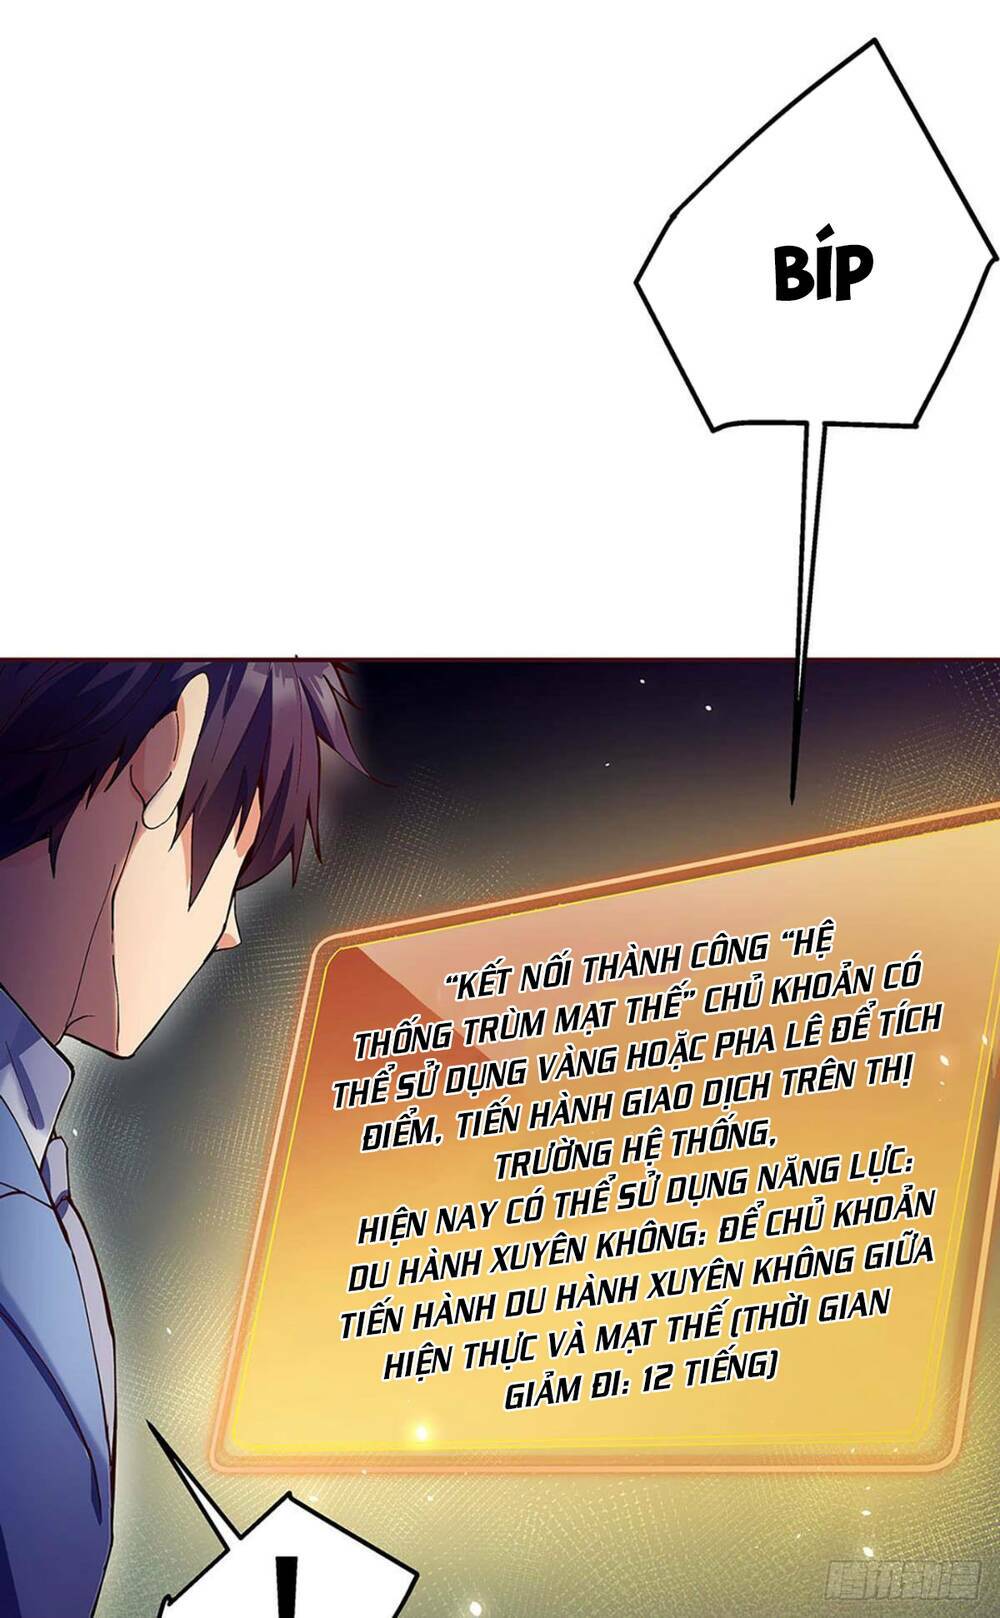 BÍP
"KẾT NỐI THÀNH CÔNG "HỆ
THỐNG TRÙM MẠT THẾ" CHỦ KHOẢN CÓ
THỂ SỬ DỤNG VÀNG HOẶC PHA LÊ ĐỂ TÍCH
ĐIỂM, TIẾN HÀNH GIAO DỊCH TRÊN THỊ
TRƯỜNG HỆ THỐNG,
HIỆN NAY CÓ THỂ SỬ DỤNG NĂNG LỰC:
DU HÀNH XUYÊN KHÔNG: ĐỂ CHỦ KHOẢN
TIẾN HÀNH DU HÀNH XUYÊN KHÔNG GIỮA
HIỆN THỰC VÀ MẠT THẾ (THỜI GIAN
GIẢM ĐI: 12 TIẾNG)
!